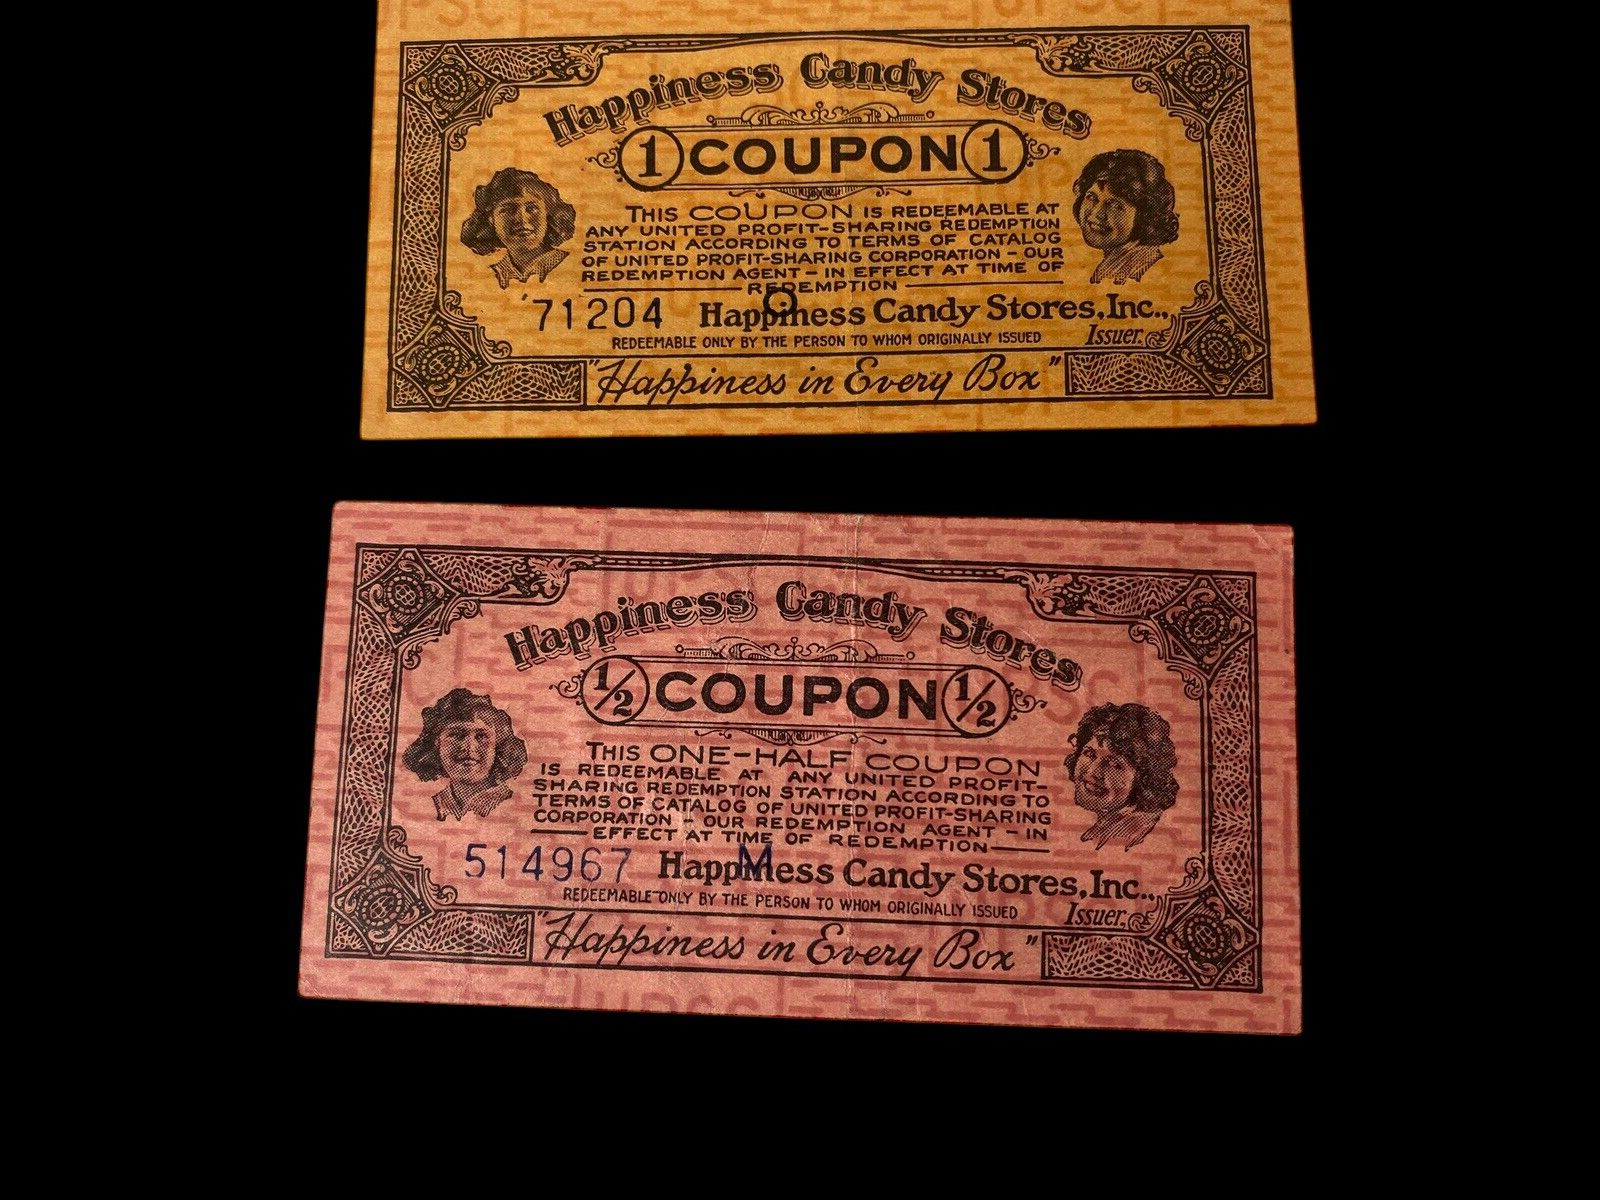 Happiness Candy Stores
1 COUPON 1
THIS COUPON IS REDEEMABLE AT
ANY UNITED PROFIT-SHARING REDEMPTION
STATION ACCORDING TO TERMS OF CATALOG
OF UNITED PROFIT-SHARING CORPORATION - OUR
REDEMPTION AGENT - IN EFFECT AT TIME OF
REDEMPTION
71204 Happiness Candy Stores, Inc.,
O
REDEEMABLE ONLY BY THE PERSON TO WHOM ORIGINALLY ISSUED Issuer.
"Happiness in Every Box"
Happiness Candy Stores
1/2 COUPON 1/2
THIS ONE-HALF COUPON
IS REDEEMABLE AT ANY UNITED PROFIT-
SHARING REDEMPTION STATION ACCORDING TO
TERMS OF CATALOG OF UNITED PROFIT-SHARING
CORPORATION - OUR REDEMPTION AGENT - IN
EFFECT AT TIME OF REDEMPTION
514967 Happiness Candy Stores, Inc.,
M
REDEEMABLE ONLY BY THE PERSON TO WHOM ORIGINALLY ISSUED Issuer.
"Happiness in Every Box"
UPSC